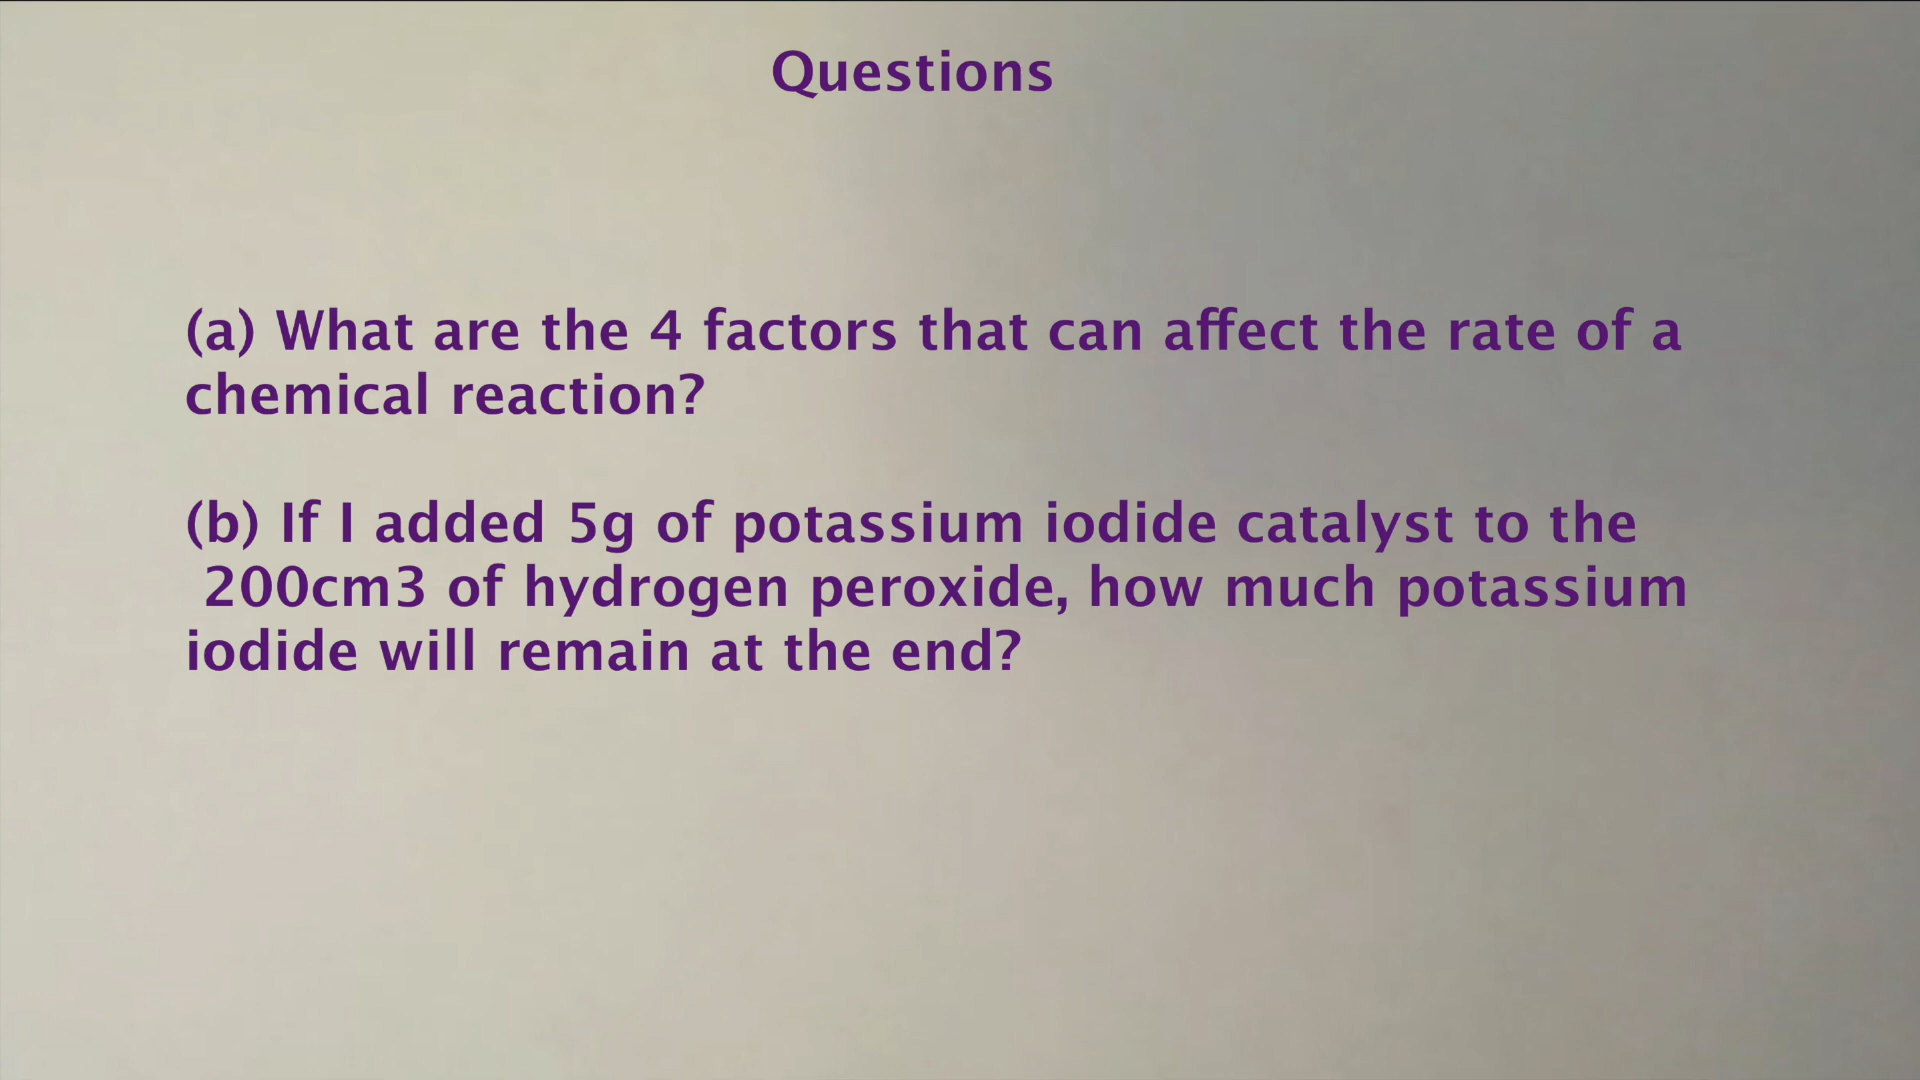 Questions
(a) What are the 4 factors that can affect the rate of a
chemical reaction?
(b) If I added 5g of potassium iodide catalyst to the
200cm3 of hydrogen peroxide, how much potassium
iodide will remain at the end?